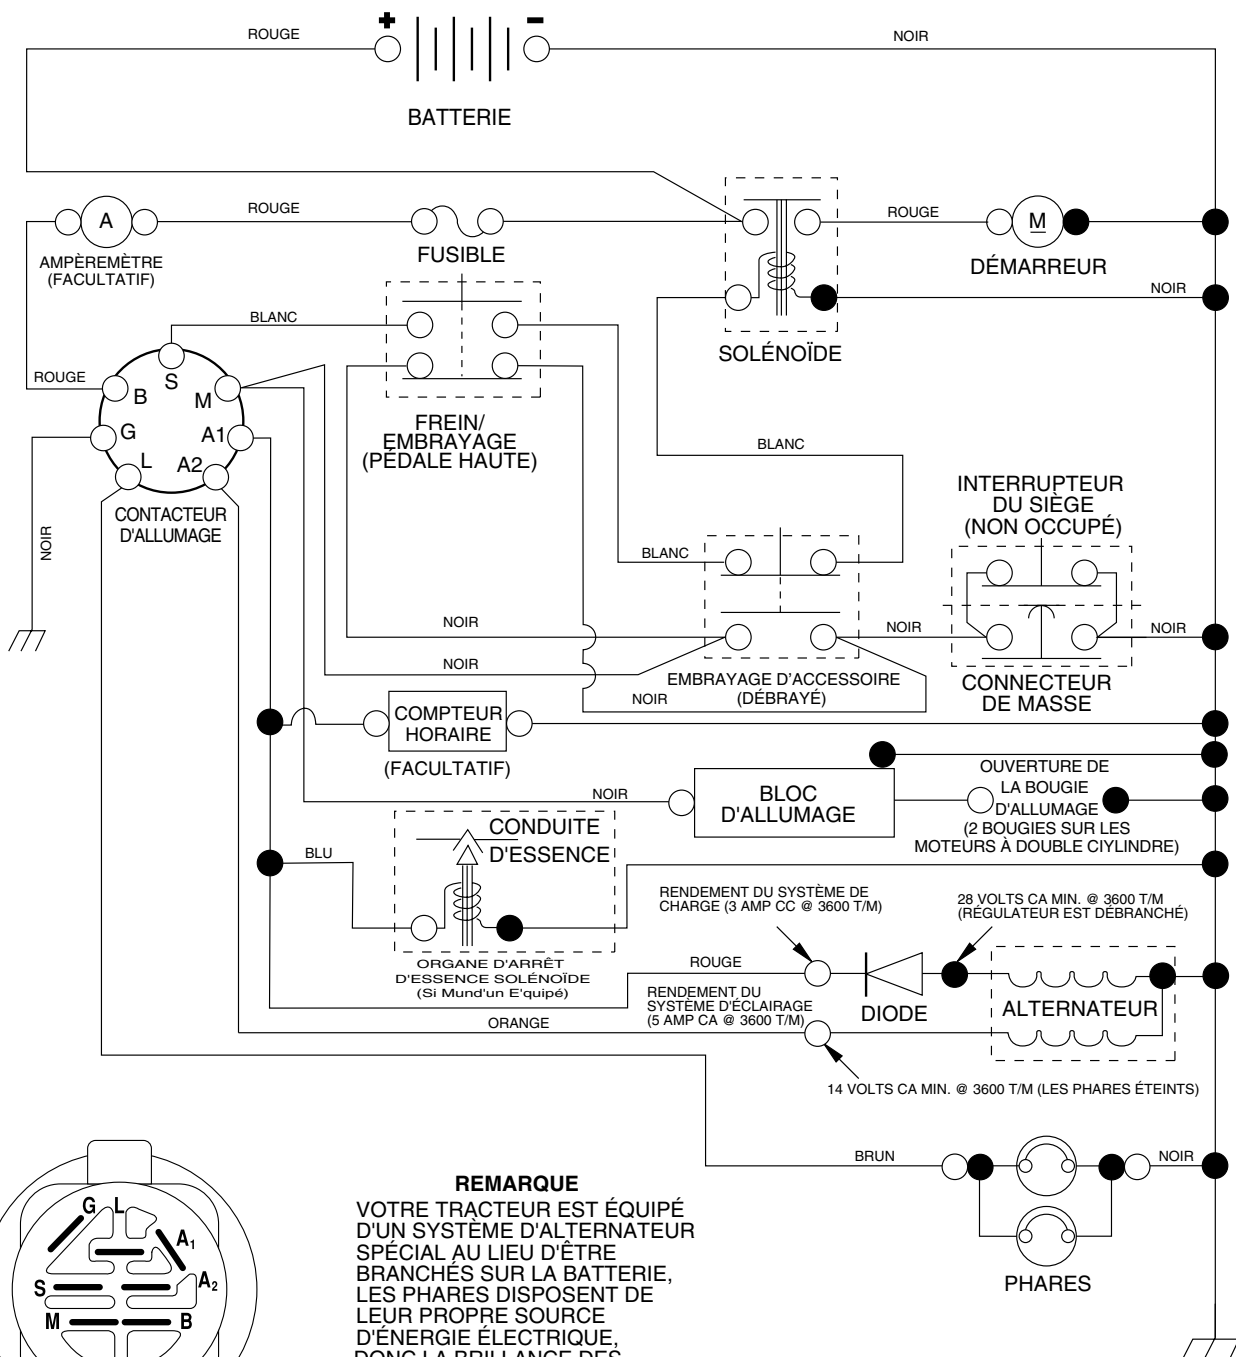 ROUGE
+
–
NOIR
BATTERIE
ROUGE
A
AMPÈREMÈTRE
(FACULTATIF)
FUSIBLE
ROUGE
M
DÉMARREUR
NOIR
SOLÉNOÏDE
BLANC
ROUGE
S
B
M
G
A1
L
A2
CONTACTEUR
D'ALLUMAGE
NOIR
FREIN/
EMBRAYAGE
(PÉDALE HAUTE)
BLANC
INTERRUPTEUR
DU SIÈGE
(NON OCCUPÉ)
BLANC
NOIR
NOIR
NOIR
NOIR
NOIR
EMBRAYAGE D'ACCESSOIRE
(DÉBRAYÉ)
CONNECTEUR
DE MASSE
COMPTEUR
HORAIRE
(FACULTATIF)
NOIR
BLOC
D'ALLUMAGE
OUVERTURE DE
LA BOUGIE
D'ALLUMAGE
(2 BOUGIES SUR LES
MOTEURS À DOUBLE CIYLINDRE)
BLU
CONDUITE
D'ESSENCE
ORGANE D'ARRÊT
D'ESSENCE SOLÉNOÏDE
(Si Mund'un E'quipé)
RENDEMENT DU SYSTÈME DE
CHARGE (3 AMP CC @ 3600 T/M)
28 VOLTS CA MIN. @ 3600 T/M
(RÉGULATEUR EST DÉBRANCHÉ)
ROUGE
DIODE
ALTERNATEUR
RENDEMENT DU
SYSTÈME D'ÉCLAIRAGE
(5 AMP CA @ 3600 T/M)
ORANGE
14 VOLTS CA MIN. @ 3600 T/M (LES PHARES ÉTEINTS)
BRUN
NOIR
PHARES
G
L
A1
A2
S
M
B
REMARQUE
VOTRE TRACTEUR EST ÉQUIPÉ
D'UN SYSTÈME D'ALTERNATEUR
SPÉCIAL AU LIEU D'ÊTRE
BRANCHÉS SUR LA BATTERIE,
LES PHARES DISPOSENT DE
LEUR PROPRE SOURCE
D'ÉNERGIE ÉLECTRIQUE,
DONC LA BRILLANCE DES